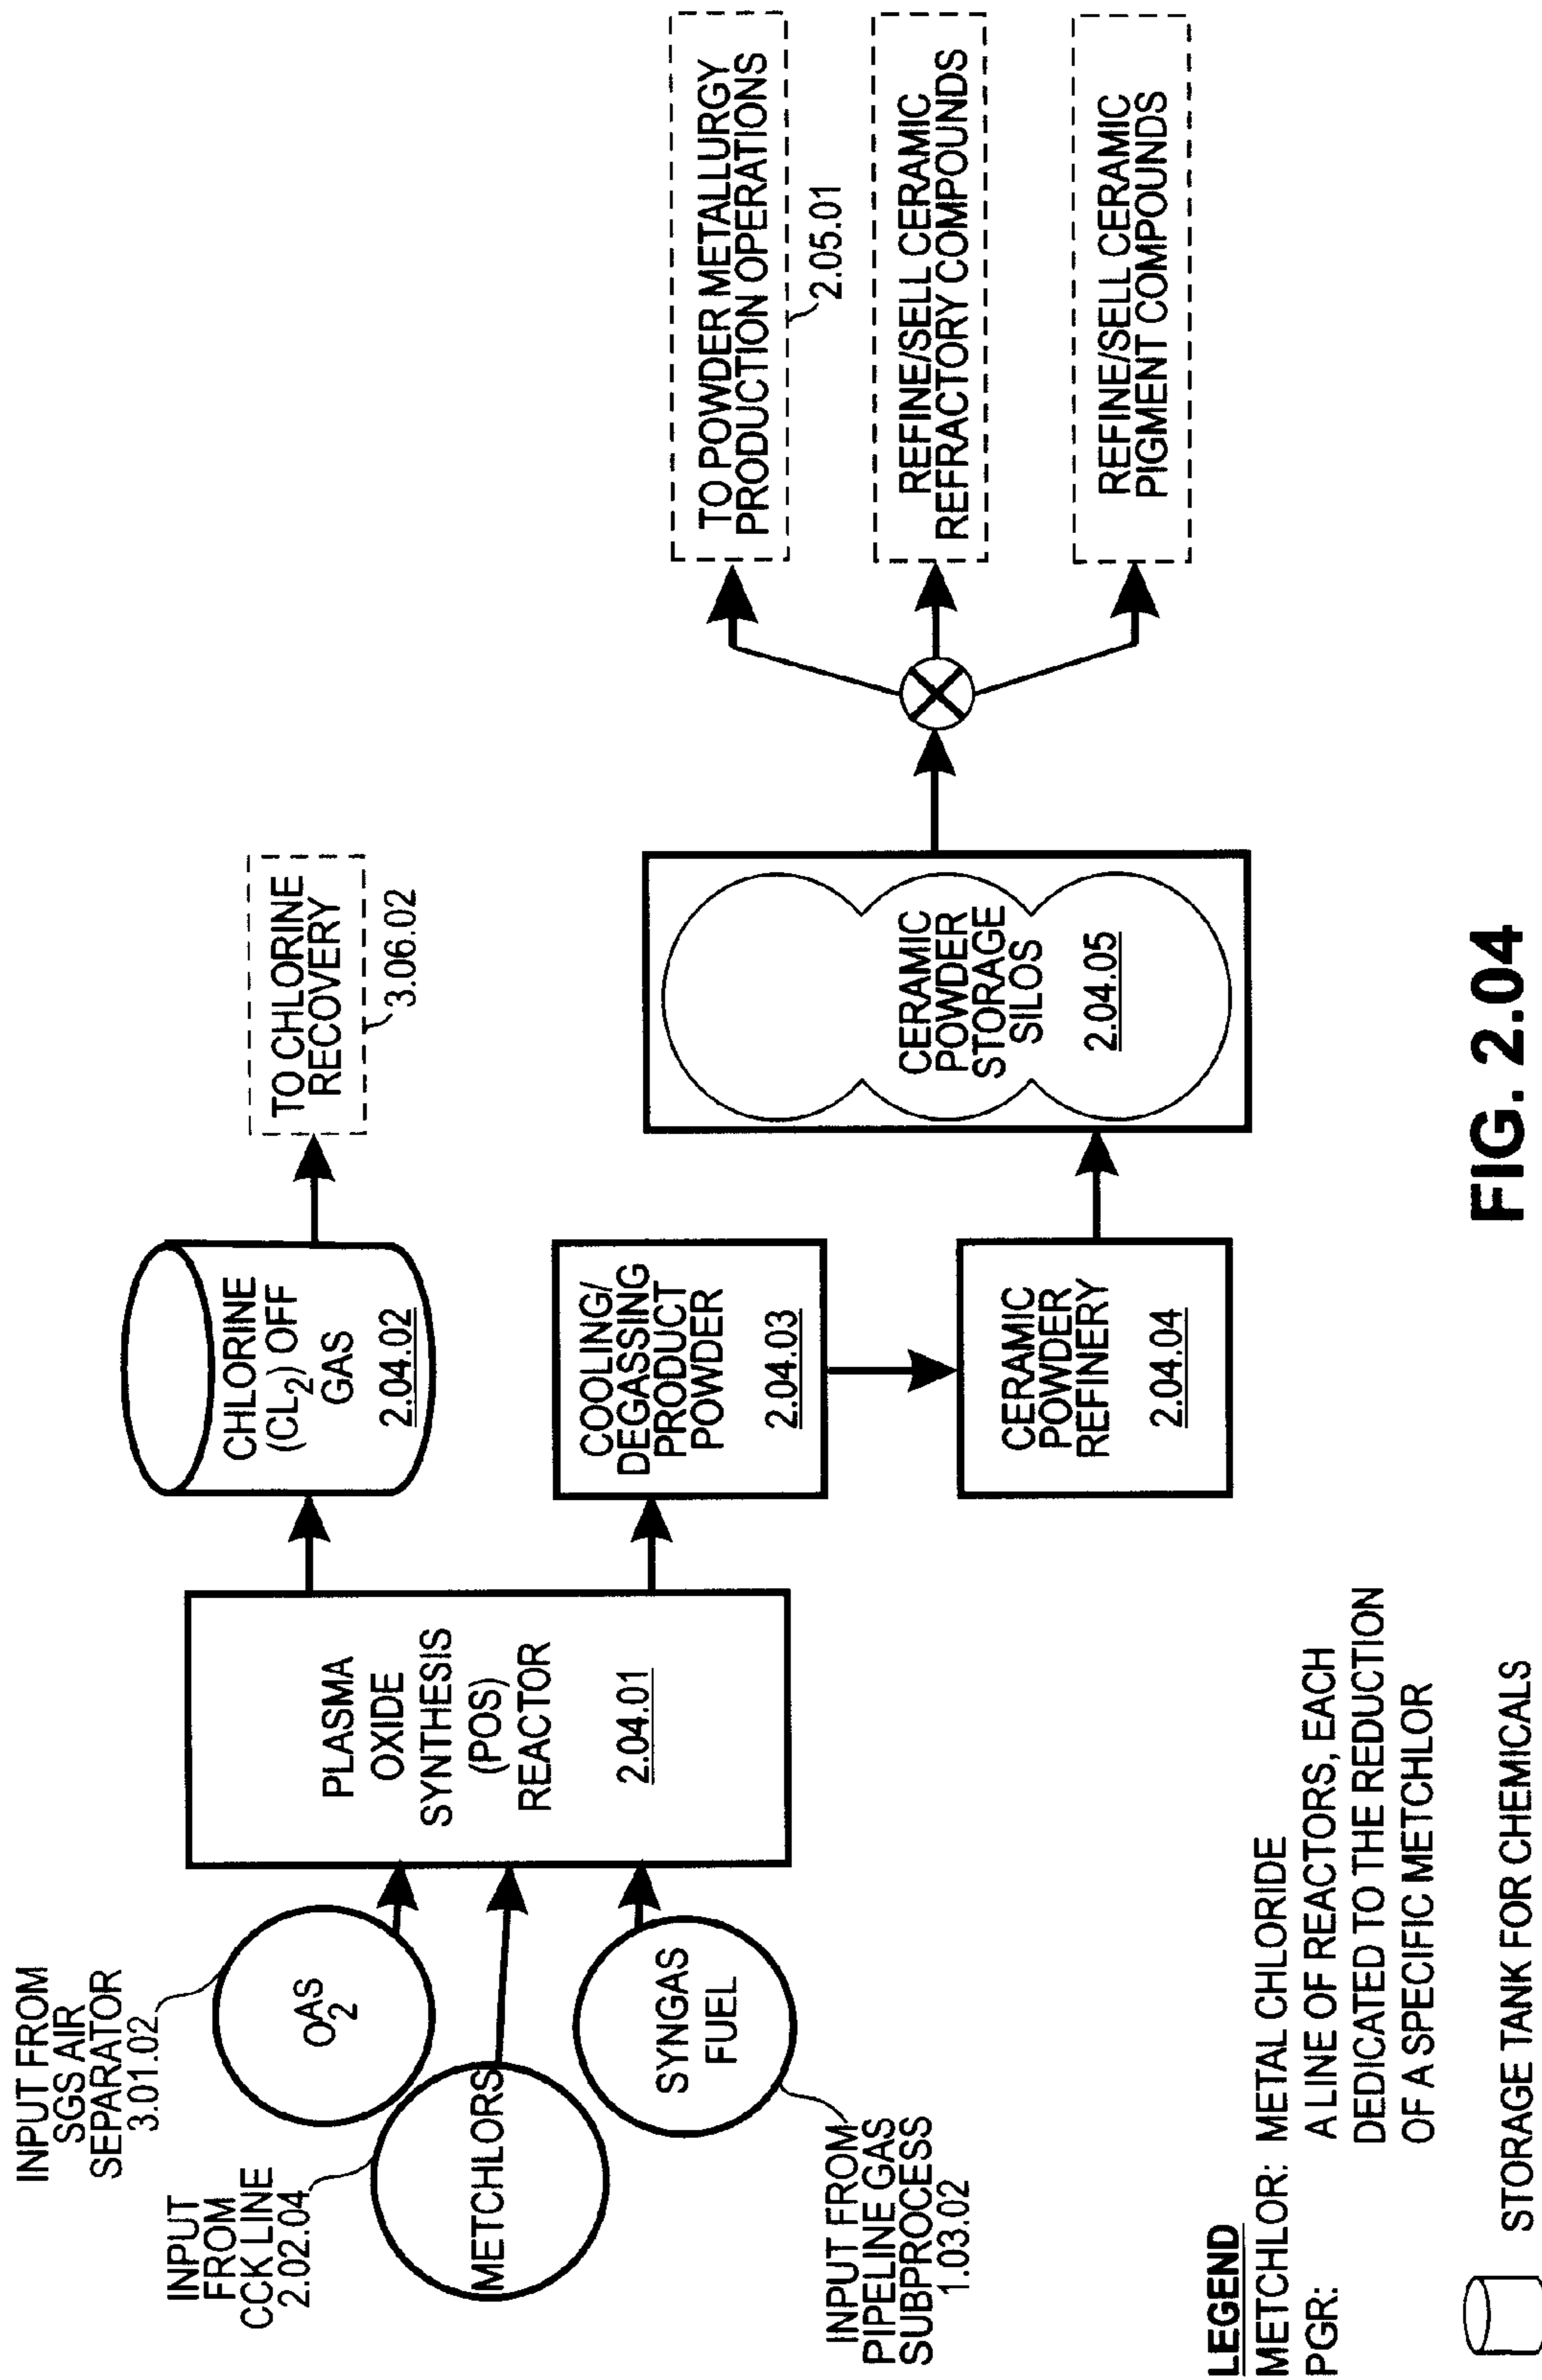 INPUT FROM
SGS AIR
SEPARATOR
3.01.02
O2 AS
INPUT
FROM
CCK LINE
2.02.04
METCHLORS
SYNGAS
FUEL
INPUT FROM
PIPELINE GAS
SUBPROCESS
1.03.02
PLASMA
OXIDE
SYNTHESIS
(POS)
REACTOR
2.04.01
CHLORINE
(CL2) OFF
GAS
2.04.02
TO CHLORINE
RECOVERY
3.06.02
COOLING/
DEGASSING
PRODUCT
POWDER
2.04.03
CERAMIC
POWDER
REFINERY
2.04.04
CERAMIC
POWDER
STORAGE
SILOS
2.04.05
TO POWDER METALLURGY
PRODUCTION OPERATIONS
2.05.01
REFINE/SELL CERAMIC
REFRACTORY COMPOUNDS
REFINE/SELL CERAMIC
PIGMENT COMPOUNDS
LEGEND
METCHLOR: METAL CHLORIDE
PGR: A LINE OF REACTORS, EACH
DEDICATED TO THE REDUCTION
OF A SPECIFIC METCHLOR
STORAGE TANK FOR CHEMICALS
FIG. 2.04